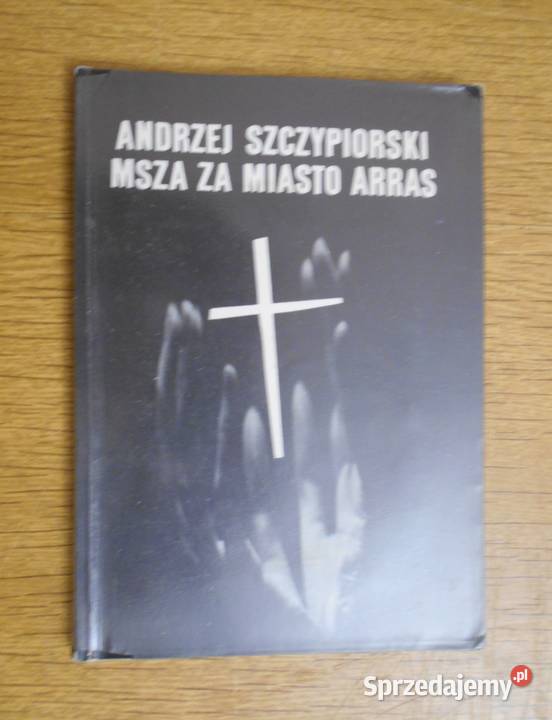 ANDRZEJ SZCZYPIORSKI
MSZA ZA MIASTO ARRAS
Sprzedajemy.pl